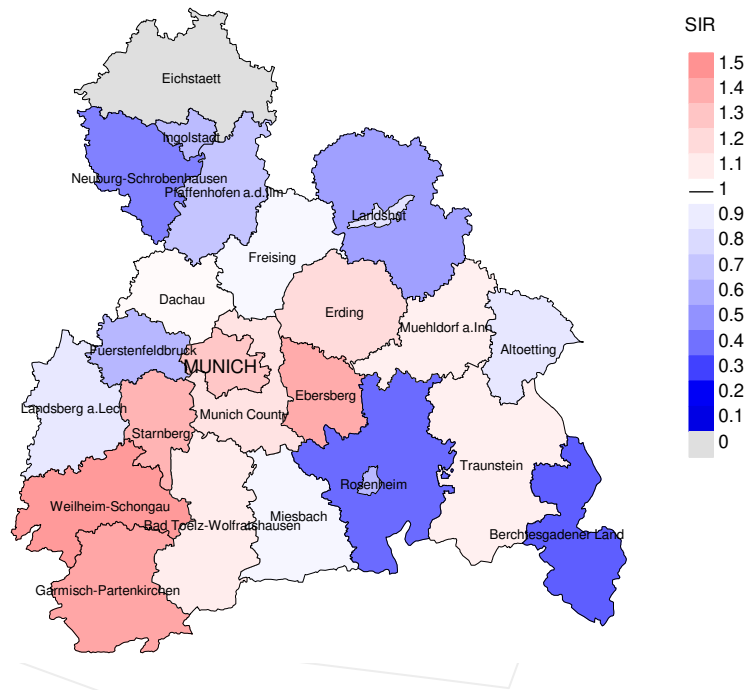 SIR
Eichstaett
1.5
1.4
1.3
Ingolstadt
1.2
1.1
Neuburg-Schrobenhausen
Pfaffenhofen a.d.Ilm
1
Landshut
0.9
0.8
Freising
0.7
Dachau
0.6
Erding
0.5
Muehldorf a.Inn
0.4
Fuerstenfeldbruck
Altoetting
0.3
MUNICH
0.2
Ebersberg
Landsberg a.Lech
Munich County
0.1
Starnberg
0
Traunstein
Rosenheim
Weilheim-Schongau
Miesbach
Bad Toelz-Wolfratshausen
Berchtesgadener Land
Garmisch-Partenkirchen